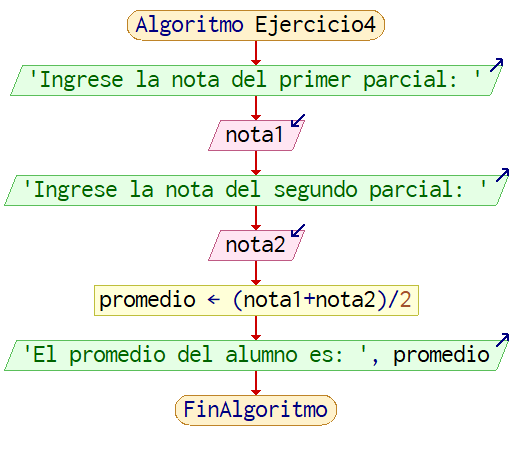 Algoritmo Ejercicio4
'Ingrese la nota del primer parcial: '
nota1
'Ingrese la nota del segundo parcial: '
nota2
promedio ← (nota1+nota2)/2
'El promedio del alumno es: ', promedio
FinAlgoritmo